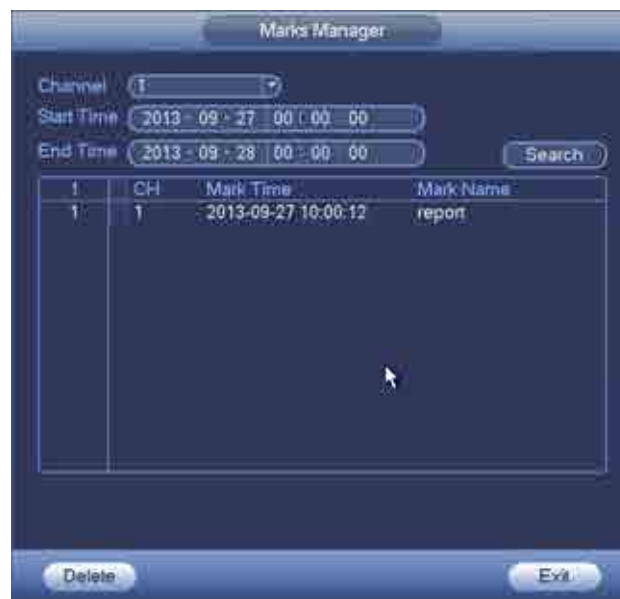 Marks Manager
Channel 1
Start Time 2013 - 09 - 27 00 : 00 : 00
End Time 2013 - 09 - 28 00 : 00 : 00 Search
1 CH Mark Time Mark Name
1 1 2013-09-27 10:00:12 report
Delete Exit